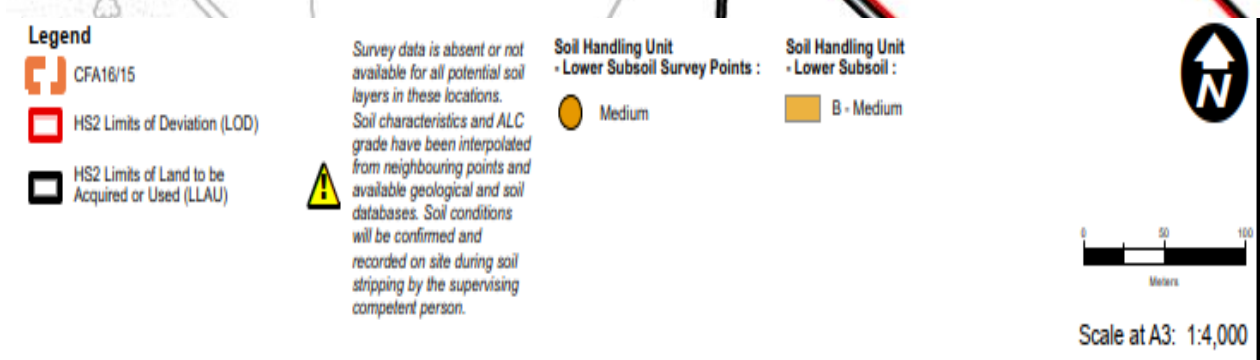 Legend
CFA16/15
HS2 Limits of Deviation (LOD)
HS2 Limits of Land to be
Acquired or Used (LLAU)
Survey data is absent or not
available for all potential soil
layers in these locations.
Soil characteristics and ALC
grade have been interpolated
from neighbouring points and
available geological and soil
databases. Soil conditions
will be confirmed and
recorded on site during soil
stripping by the supervising
competent person.
Soil Handling Unit
- Lower Subsoil Survey Points :
Medium
Soil Handling Unit
- Lower Subsoil :
B - Medium
N
0 50 100
Meters
Scale at A3: 1:4,000